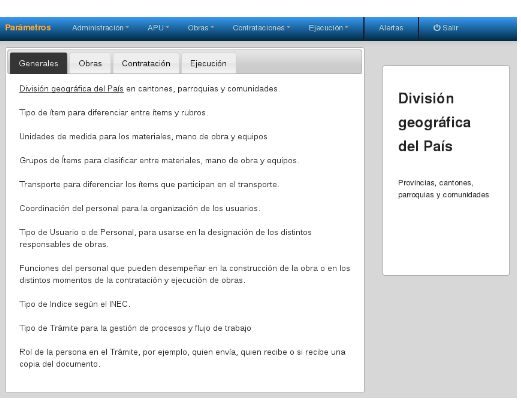 Parámetros Administración APU Obras Contrataciones Ejecución Alertas Salir
Generales Obras Contratación Ejecución
División geográfica del País en cantones, parroquias y comunidades.
Tipo de ítem para diferenciar entre ítems y rubros.
Unidades de medida para los materiales, mano de obra y equipos
Grupos de Ítems para clasificar entre materiales, mano de obra y equipos.
Transporte para diferenciar los ítems que participan en el transporte.
Coordinación del personal para la organización de los usuarios.
Tipo de Usuario o de Personal, para usarse en la designación de los distintos
responsables de obras.
Funciones del personal que pueden desempeñar en la construcción de la obra o en los
distintos momentos de la contratación y ejecución de obras.
Tipo de Indice según el INEC.
Tipo de Trámite para la gestión de procesos y flujo de trabajo
Rol de la persona en el Trámite, por ejemplo, quien envía, quien recibe o si recibe una
copia del documento.
División
geográfica
del País
Provincias, cantones,
parroquias y comunidades